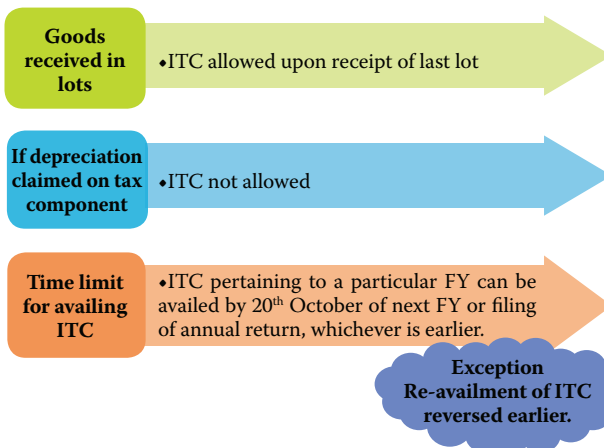 Goods
received in
lots
◆ITC allowed upon receipt of last lot
If depreciation
claimed on tax
component
◆ITC not allowed
Time limit
for availing
ITC
◆ITC pertaining to a particular FY can be
availed by 20th October of next FY or filing
of annual return, whichever is earlier.
Exception
Re-availment of ITC
reversed earlier.